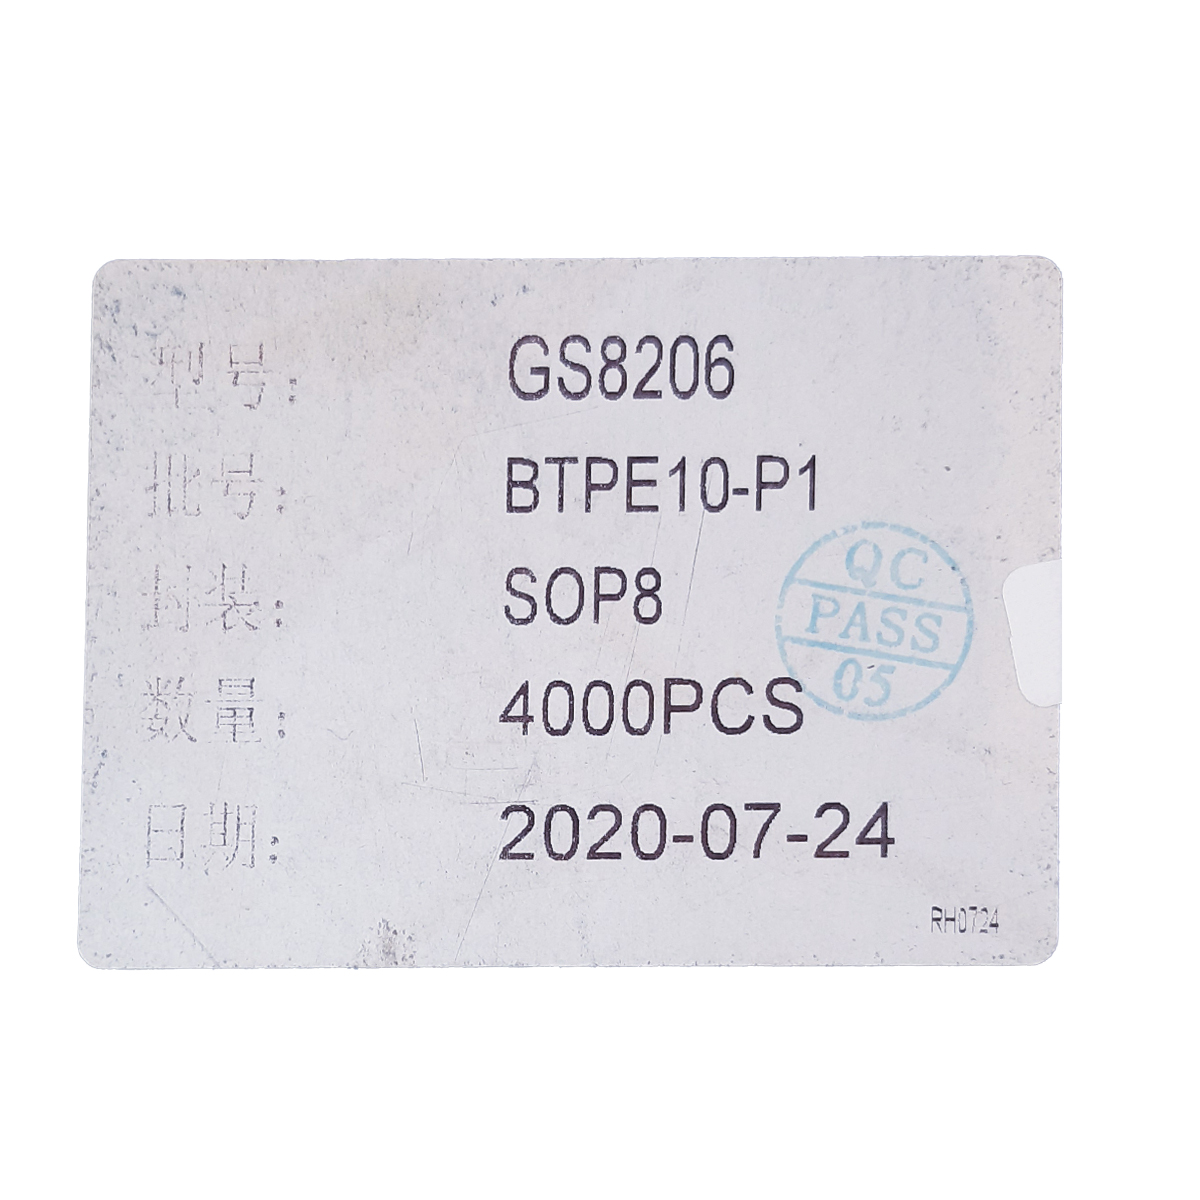 型号: GS8206
批号: BTPE10-P1
封装: SOP8
数量: 4000PCS
日期: 2020-07-24
QC
PASS
05
RH0724